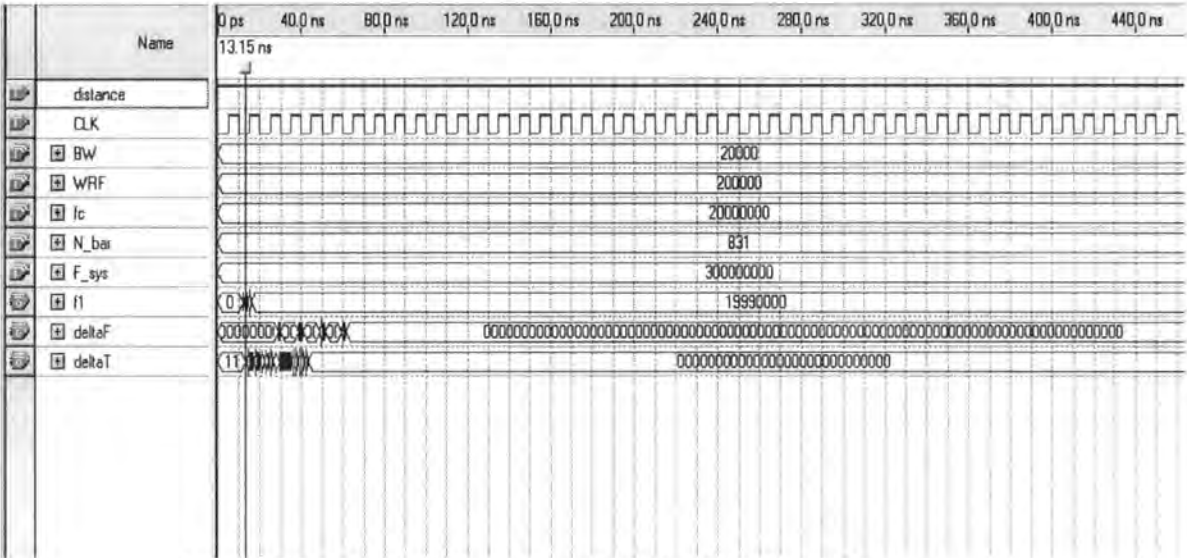 0 ps 40.0 ns 80.0 ns 120.0 ns 160.0 ns 200.0 ns 240.0 ns 280.0 ns 320.0 ns 360.0 ns 400.0 ns 440.0 ns
Name
13.15 ns
distance
CLK
BW 20000
WRF 200000
fc 20000000
N_bar 831
F_sys 300000000
f1 0 19990000
deltaF
deltaT 11